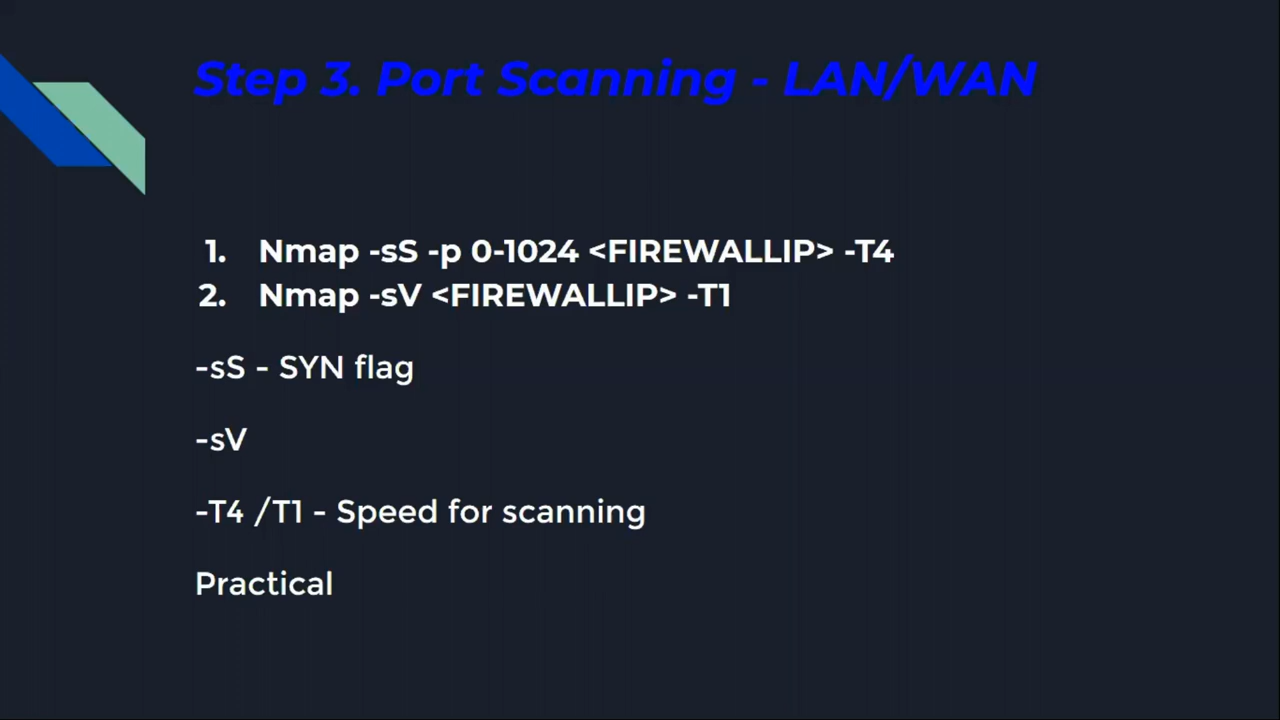 Step 3. Port Scanning - LAN/WAN
1. Nmap -sS -p 0-1024 <FIREWALLIP> -T4
2. Nmap -sV <FIREWALLIP> -T1
-sS - SYN flag
-sV
-T4 /T1 - Speed for scanning
Practical